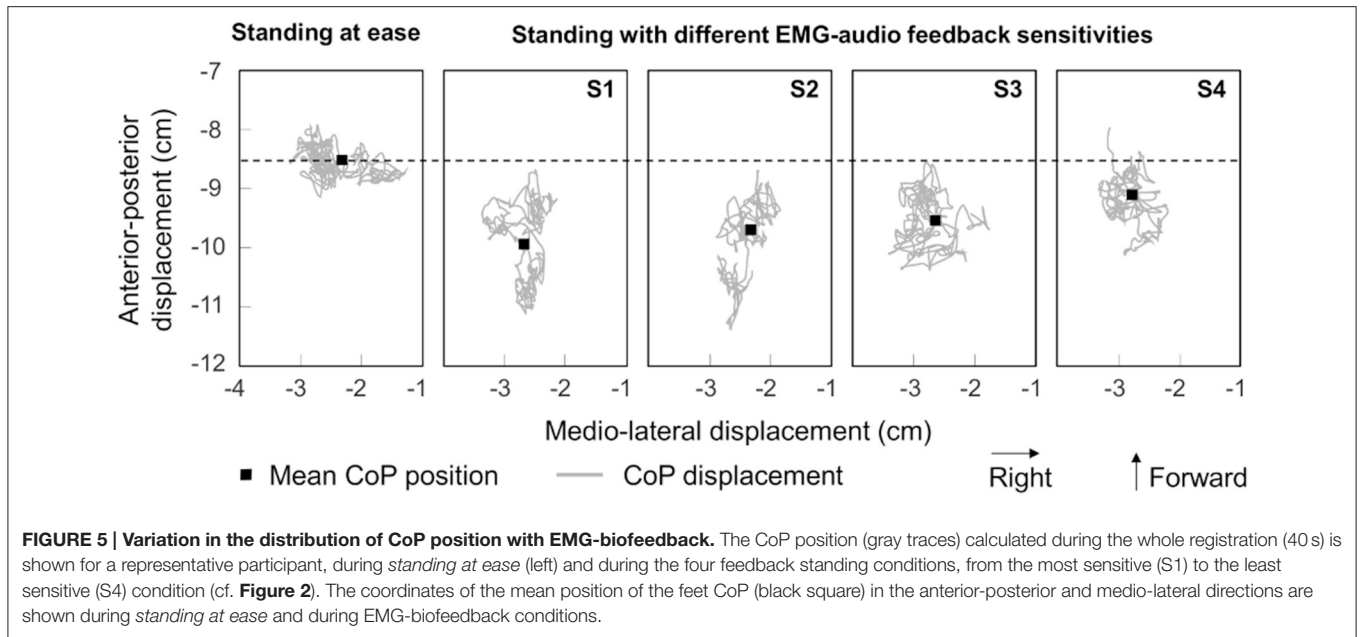 Standing at ease
Standing with different EMG-audio feedback sensitivities
Anterior-posterior
displacement (cm)
-7
-8
-9
-10
-11
-12
S1
S2
S3
S4
-4 -3 -2 -1
-3 -2 -1
-3 -2 -1
-3 -2 -1
-3 -2 -1
Medio-lateral displacement (cm)
Mean CoP position
CoP displacement
Right
Forward
FIGURE 5 | Variation in the distribution of CoP position with EMG-biofeedback. The CoP position (gray traces) calculated during the whole registration (40 s) is
shown for a representative participant, during standing at ease (left) and during the four feedback standing conditions, from the most sensitive (S1) to the least
sensitive (S4) condition (cf. Figure 2). The coordinates of the mean position of the feet CoP (black square) in the anterior-posterior and medio-lateral directions are
shown during standing at ease and during EMG-biofeedback conditions.